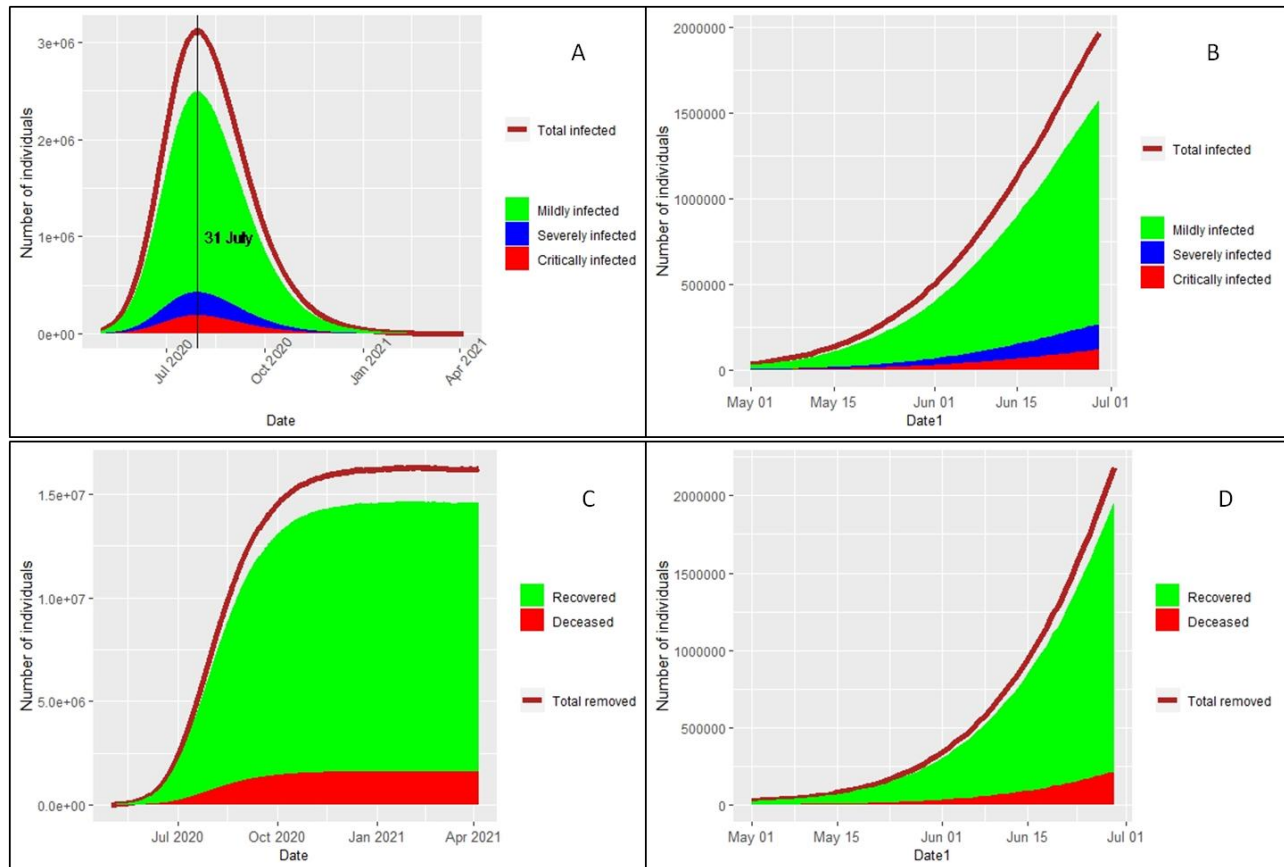 A
Number of individuals
3e+06
2e+06
1e+06
0e+00
31 July
Jul 2020
Oct 2020
Jan 2021
Apr 2021
Date
Total infected
Mildly infected
Severely infected
Critically infected
B
Number of individuals
2000000
1500000
1000000
500000
0
May 01
May 15
Jun 01
Jun 15
Jul 01
Date1
Total infected
Mildly infected
Severely infected
Critically infected
C
Number of individuals
1.5e+07
1.0e+07
5.0e+06
0.0e+00
Jul 2020
Oct 2020
Jan 2021
Apr 2021
Date
Recovered
Deceased
Total removed
D
Number of individuals
2000000
1500000
1000000
500000
0
May 01
May 15
Jun 01
Jun 15
Jul 01
Date1
Recovered
Deceased
Total removed